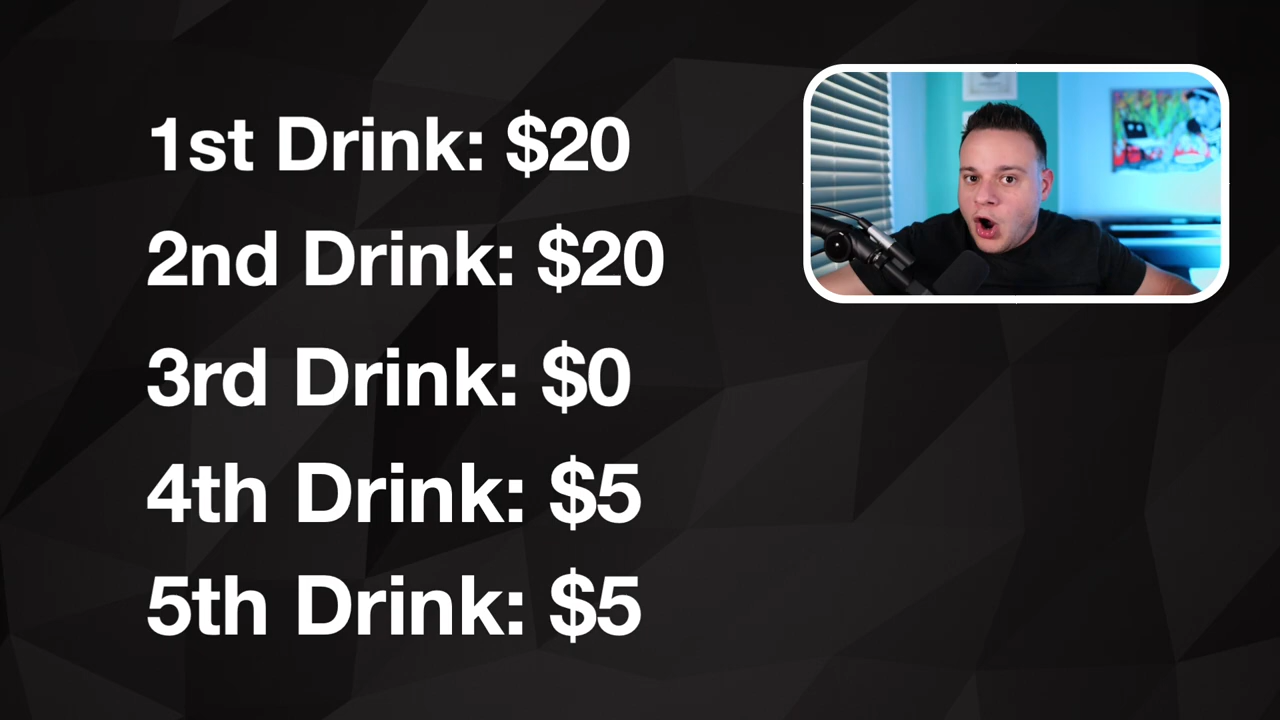 1st Drink: $20
2nd Drink: $20
3rd Drink: $0
4th Drink: $5
5th Drink: $5